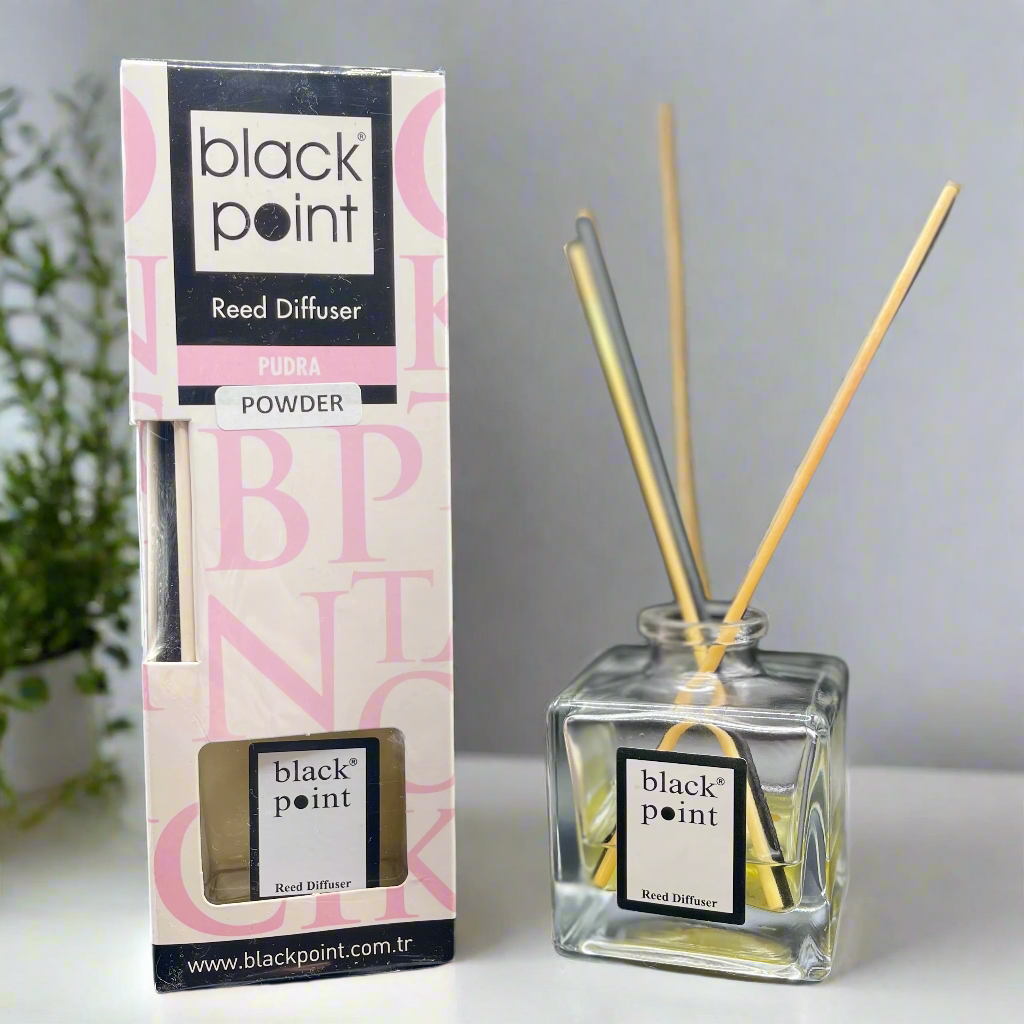 black®
point
Reed Diffuser
PUDRA
POWDER
B P
N T
black®
point
Reed Diffuser
www.blackpoint.com.tr
black®
point
Reed Diffuser